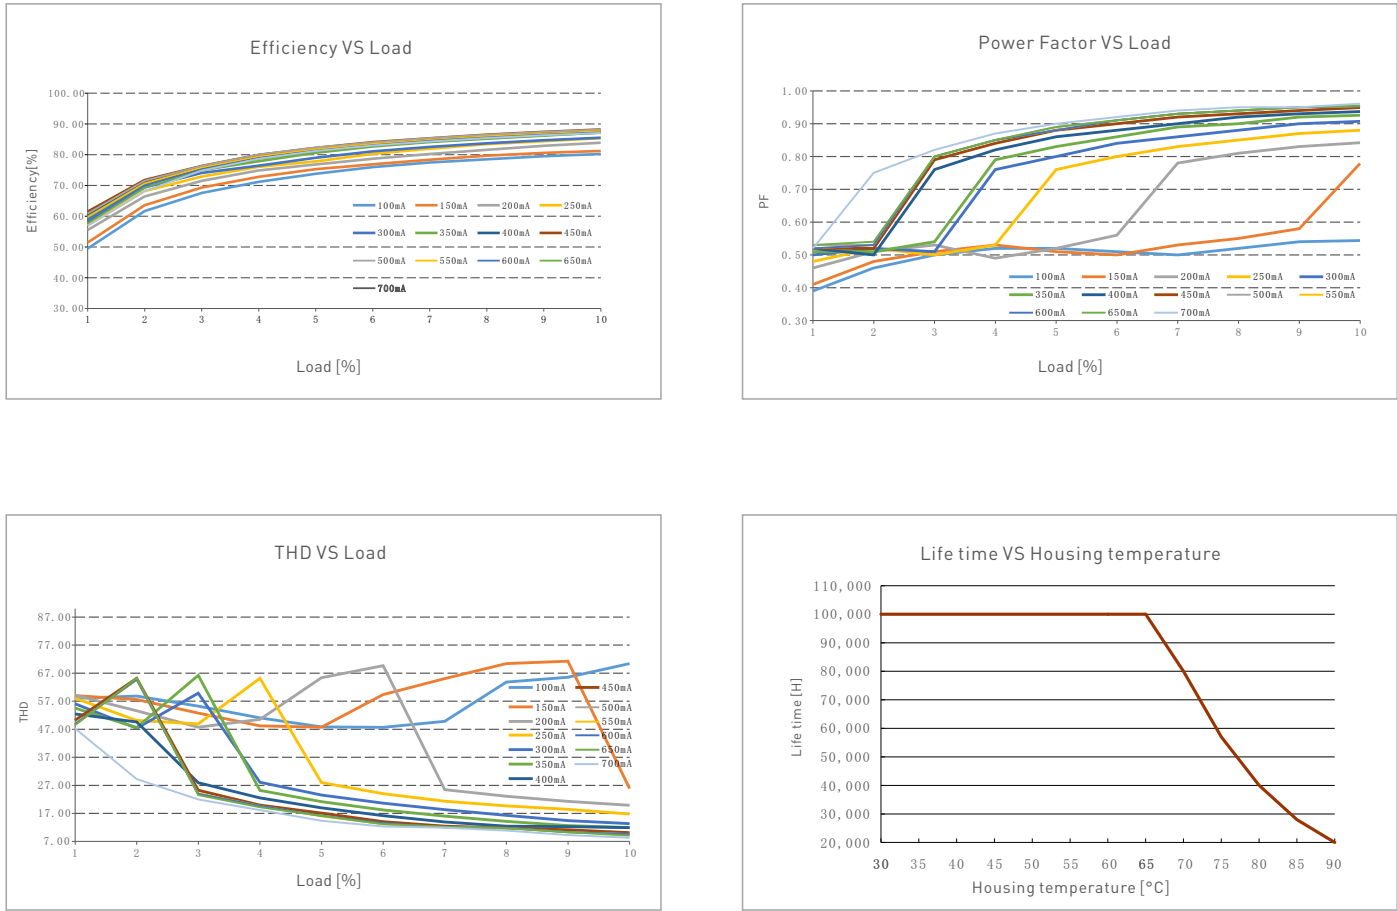 Efficiency VS Load
100.00
90.00
80.00
70.00
60.00
50.00
40.00
30.00
Efficiency[%]
100mA 150mA 200mA 250mA
300mA 350mA 400mA 450mA
500mA 550mA 600mA 650mA
700mA
1 2 3 4 5 6 7 8 9 10
Load [%]
Power Factor VS Load
1.00
0.90
0.80
0.70
0.60
0.50
0.40
0.30
PF
100mA 150mA 200mA 250mA 300mA
350mA 400mA 450mA 500mA 550mA
600mA 650mA 700mA
1 2 3 4 5 6 7 8 9 10
Load [%]
THD VS Load
87.00
77.00
67.00
57.00
47.00
37.00
27.00
17.00
7.00
THD
100mA 450mA
150mA 500mA
200mA 550mA
250mA 600mA
300mA 650mA
350mA 700mA
400mA
1 2 3 4 5 6 7 8 9 10
Load [%]
Life time VS Housing temperature
110,000
100,000
90,000
80,000
70,000
60,000
50,000
40,000
30,000
20,000
Life time [H]
30 35 40 45 50 55 60 65 70 75 80 85 90
Housing temperature [°C]